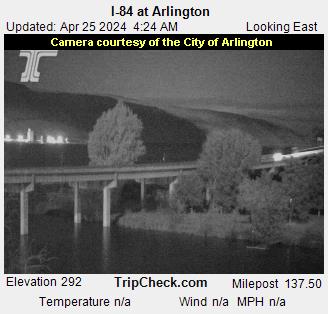 I-84 at Arlington
Updated: Apr 25 2024 4:24 AM Looking East
Camera courtesy of the City of Arlington
Elevation 292 TripCheck.com Milepost 137.50
Temperature n/a Wind n/a MPH n/a